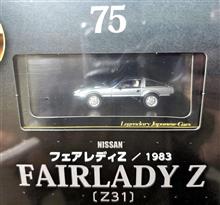 75
Legendary Japanese Cars
NISSAN
フェアレディZ / 1983
FAIRLADY Z
〔Z31〕